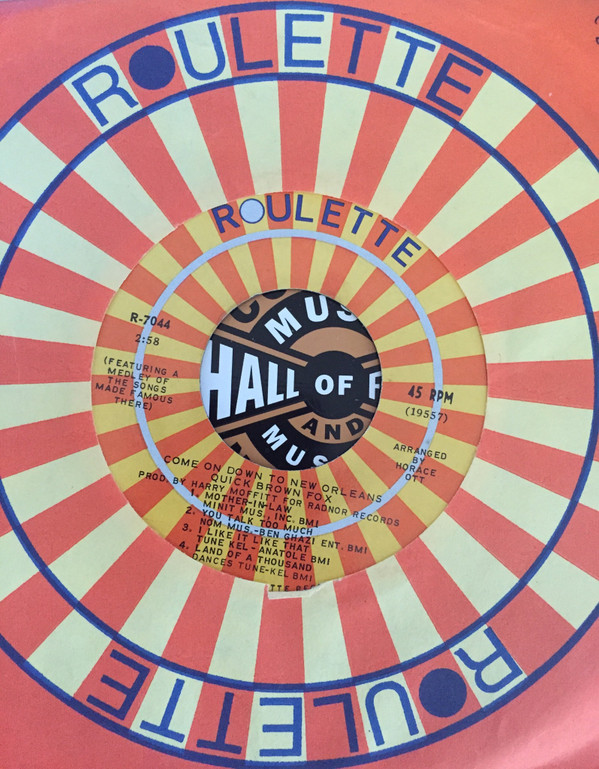 ROULETTE
ROULETTE
MUS
HALL OF F
AND
MUS
R-7044
2:58
(FEATURING A
MEDLEY OF
THE SONGS
MADE FAMOUS
THERE)
45 RPM
(19557)
ARRANGED
BY
HORACE
OTT
COME ON DOWN TO NEW ORLEANS
QUICK BROWN FOX
PROD. BY HARRY MOFFITT FOR RADNOR RECORDS
1. MOTHER-IN-LAW
MINIT MUS., INC. BMI
2. YOU TALK TOO MUCH
NOM MUS.-BEN GHAZI ENT. BMI
3. I LIKE IT LIKE THAT
TUNE KEL - ANATOLE BMI
4. LAND OF A THOUSAND
DANCES TUNE-KEL BMI
ROULETTE